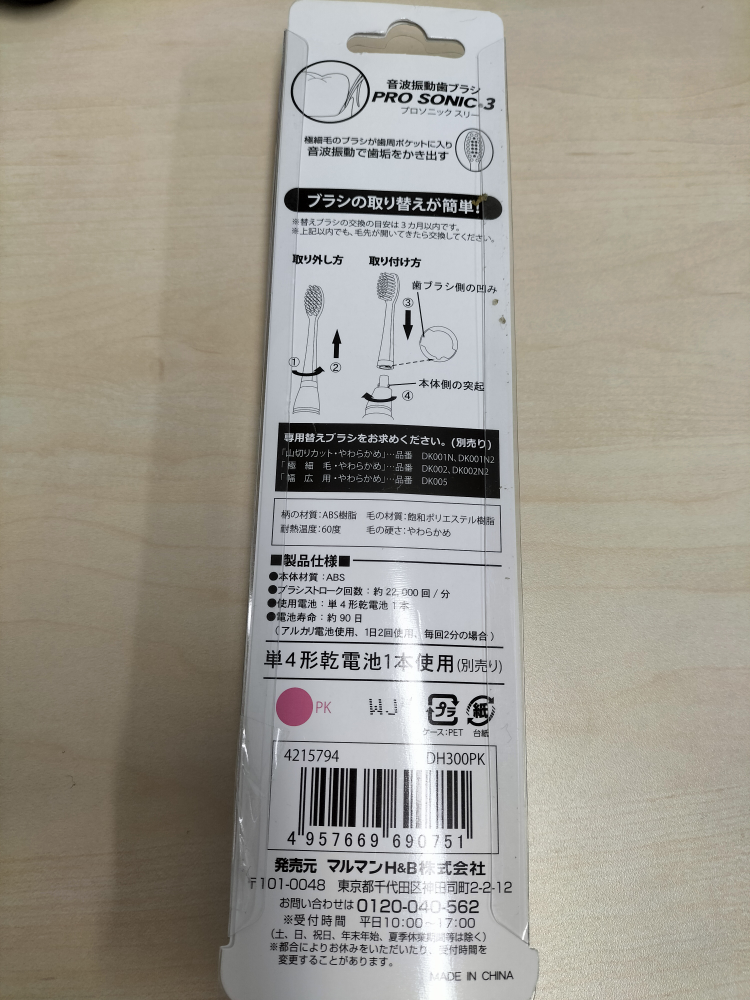 音波振動歯ブラシ
PRO SONIC®3
プロソニック スリー
極細毛のブラシが歯周ポケットに入り
音波振動で歯垢をかき出す
ブラシの取り替えが簡単!
※替えブラシの交換の目安は3カ月以内です。
※上記以内でも、毛先が開いてきたら交換してください。
取り外し方 取り付け方
歯ブラシ側の凹み
③
① ②
本体側の突起
④
専用替えブラシをお求めください。(別売り)
「山切りカット・やわらかめ」…品番 DK001N、DK001N2
「極 細 毛・やわらかめ」…品番 DK002、DK002N2
「幅 広 用・やわらかめ」…品番 DK005
柄の材質:ABS樹脂 毛の材質:飽和ポリエステル樹脂
耐熱温度:60度 毛の硬さ:やわらかめ
■製品仕様■
●本体材質:ABS
●ブラシストローク回数:約22,000回/分
●使用電池:単4形乾電池1本
●電池寿命:約90日
(アルカリ電池使用、1日2回使用、毎回2分の場合)
単4形乾電池1本使用(別売り)
PK WJ プラ 紙
ケース:PET 台紙
4215794 DH300PK
4 957669 690751
発売元 マルマンH&B株式会社
〒101-0048 東京都千代田区神田司町2-2-12
お問い合わせは 0120-040-562
※受付時間 平日10:00~17:00
(土、日、祝日、年末年始、夏季休業期間等は除く)
※都合によりお休みをいただいたり、受付時間を
変更することがあります。
MADE IN CHINA